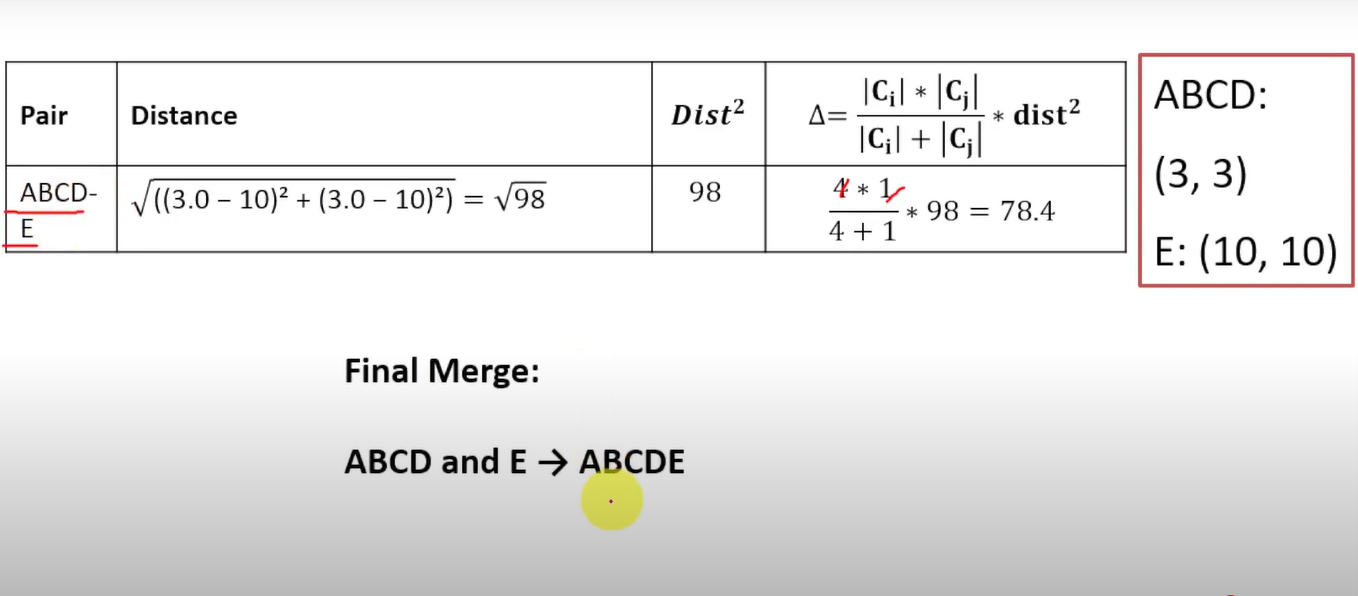 Pair Distance Dist² Δ= |Cᵢ| * |Cⱼ| / |Cᵢ| + |Cⱼ| * dist²
ABCD-E √((3.0 − 10)² + (3.0 − 10)²) = √98 98 4 * 1 / 4 + 1 * 98 = 78.4
ABCD:
(3, 3)
E: (10, 10)
Final Merge:
ABCD and E → ABCDE